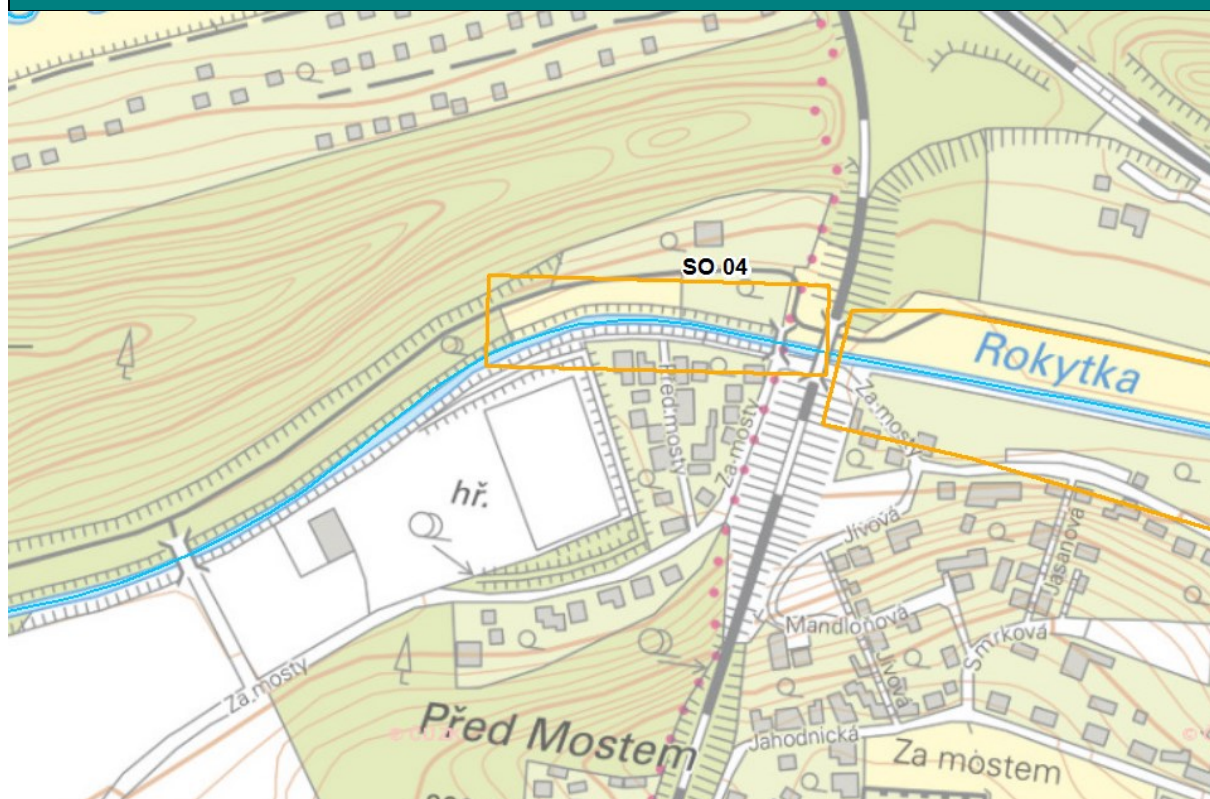 SO 04
Rokytka
Před mosty
Za mosty
Za mosty
hř.
Jívová
Jasanová
Mandloňová
Smrková
Jívová
Za mosty
Před Mostem
Jahodnická
Za mostem